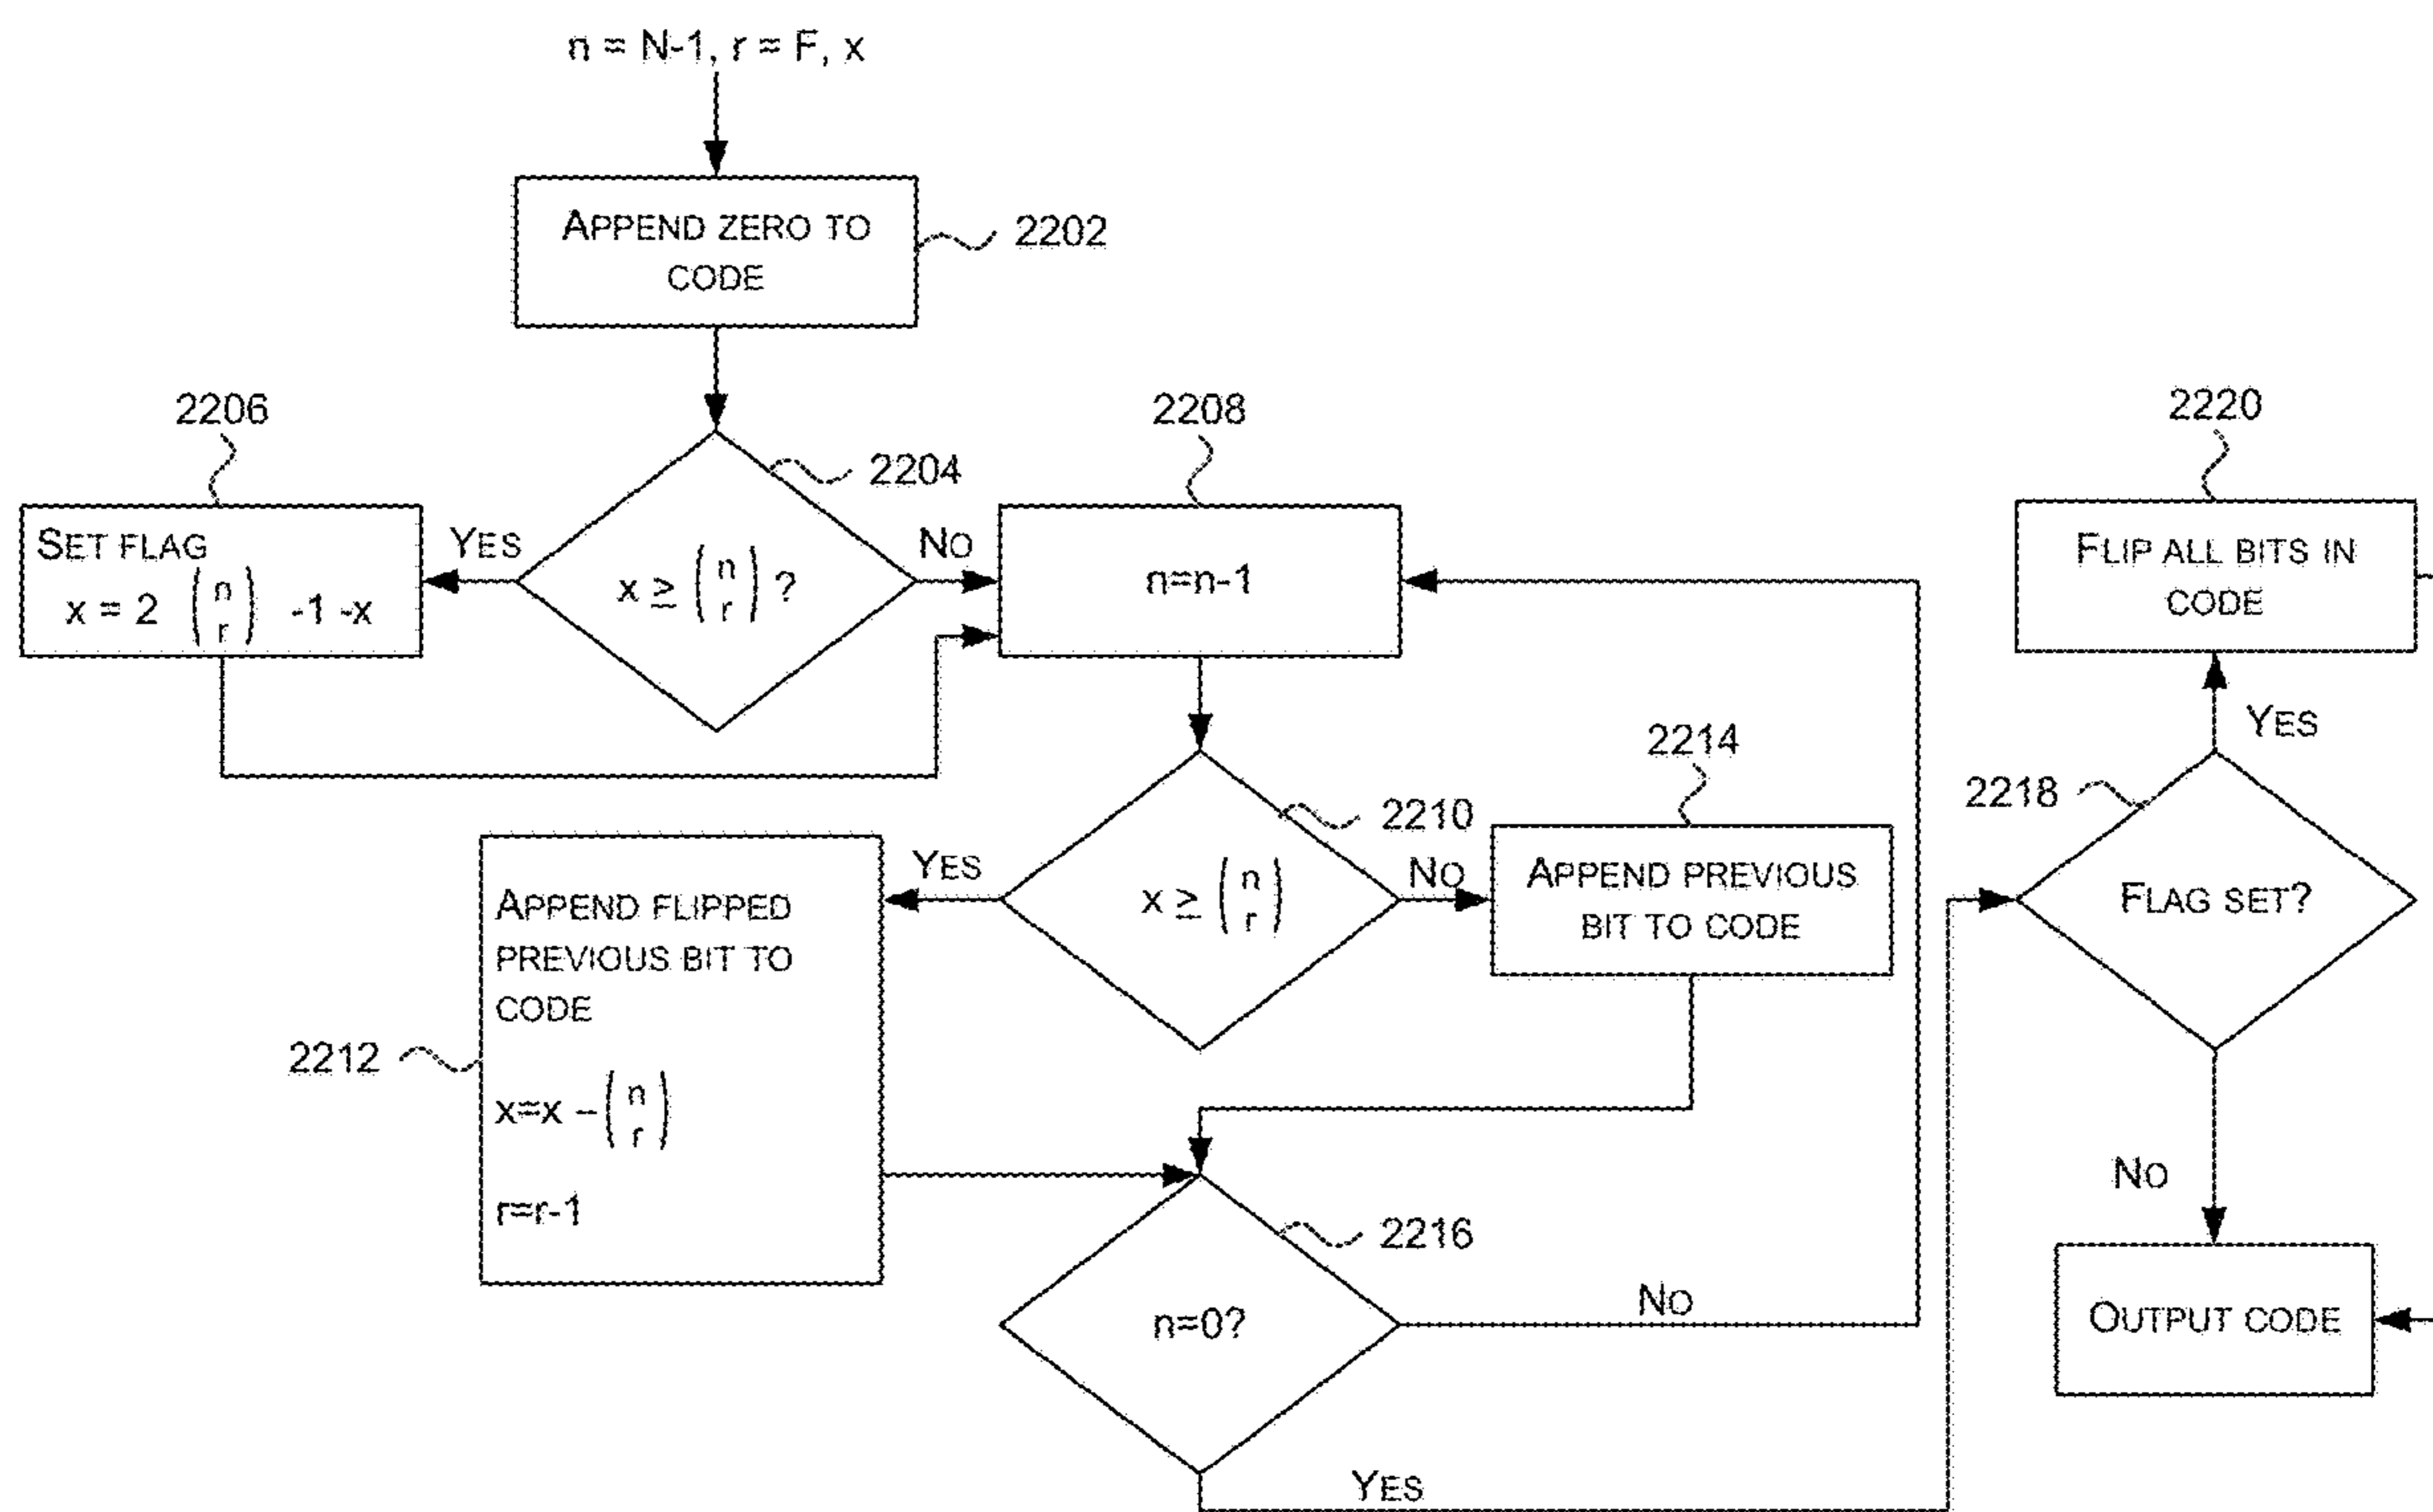 n = N-1, r = F, x
APPEND ZERO TO
CODE
2202
2206
2204
2208
2220
SET FLAG
x = 2 (n r) -1 -x
YES
x ≥ (n r) ?
NO
n=n-1
FLIP ALL BITS IN
CODE
YES
2214
2210
2218
YES
APPEND FLIPPED
PREVIOUS BIT TO
CODE
x=x – (n r)
r=r-1
2212
x ≥ (n r)
NO
APPEND PREVIOUS
BIT TO CODE
FLAG SET?
NO
2216
n=0?
NO
YES
OUTPUT CODE